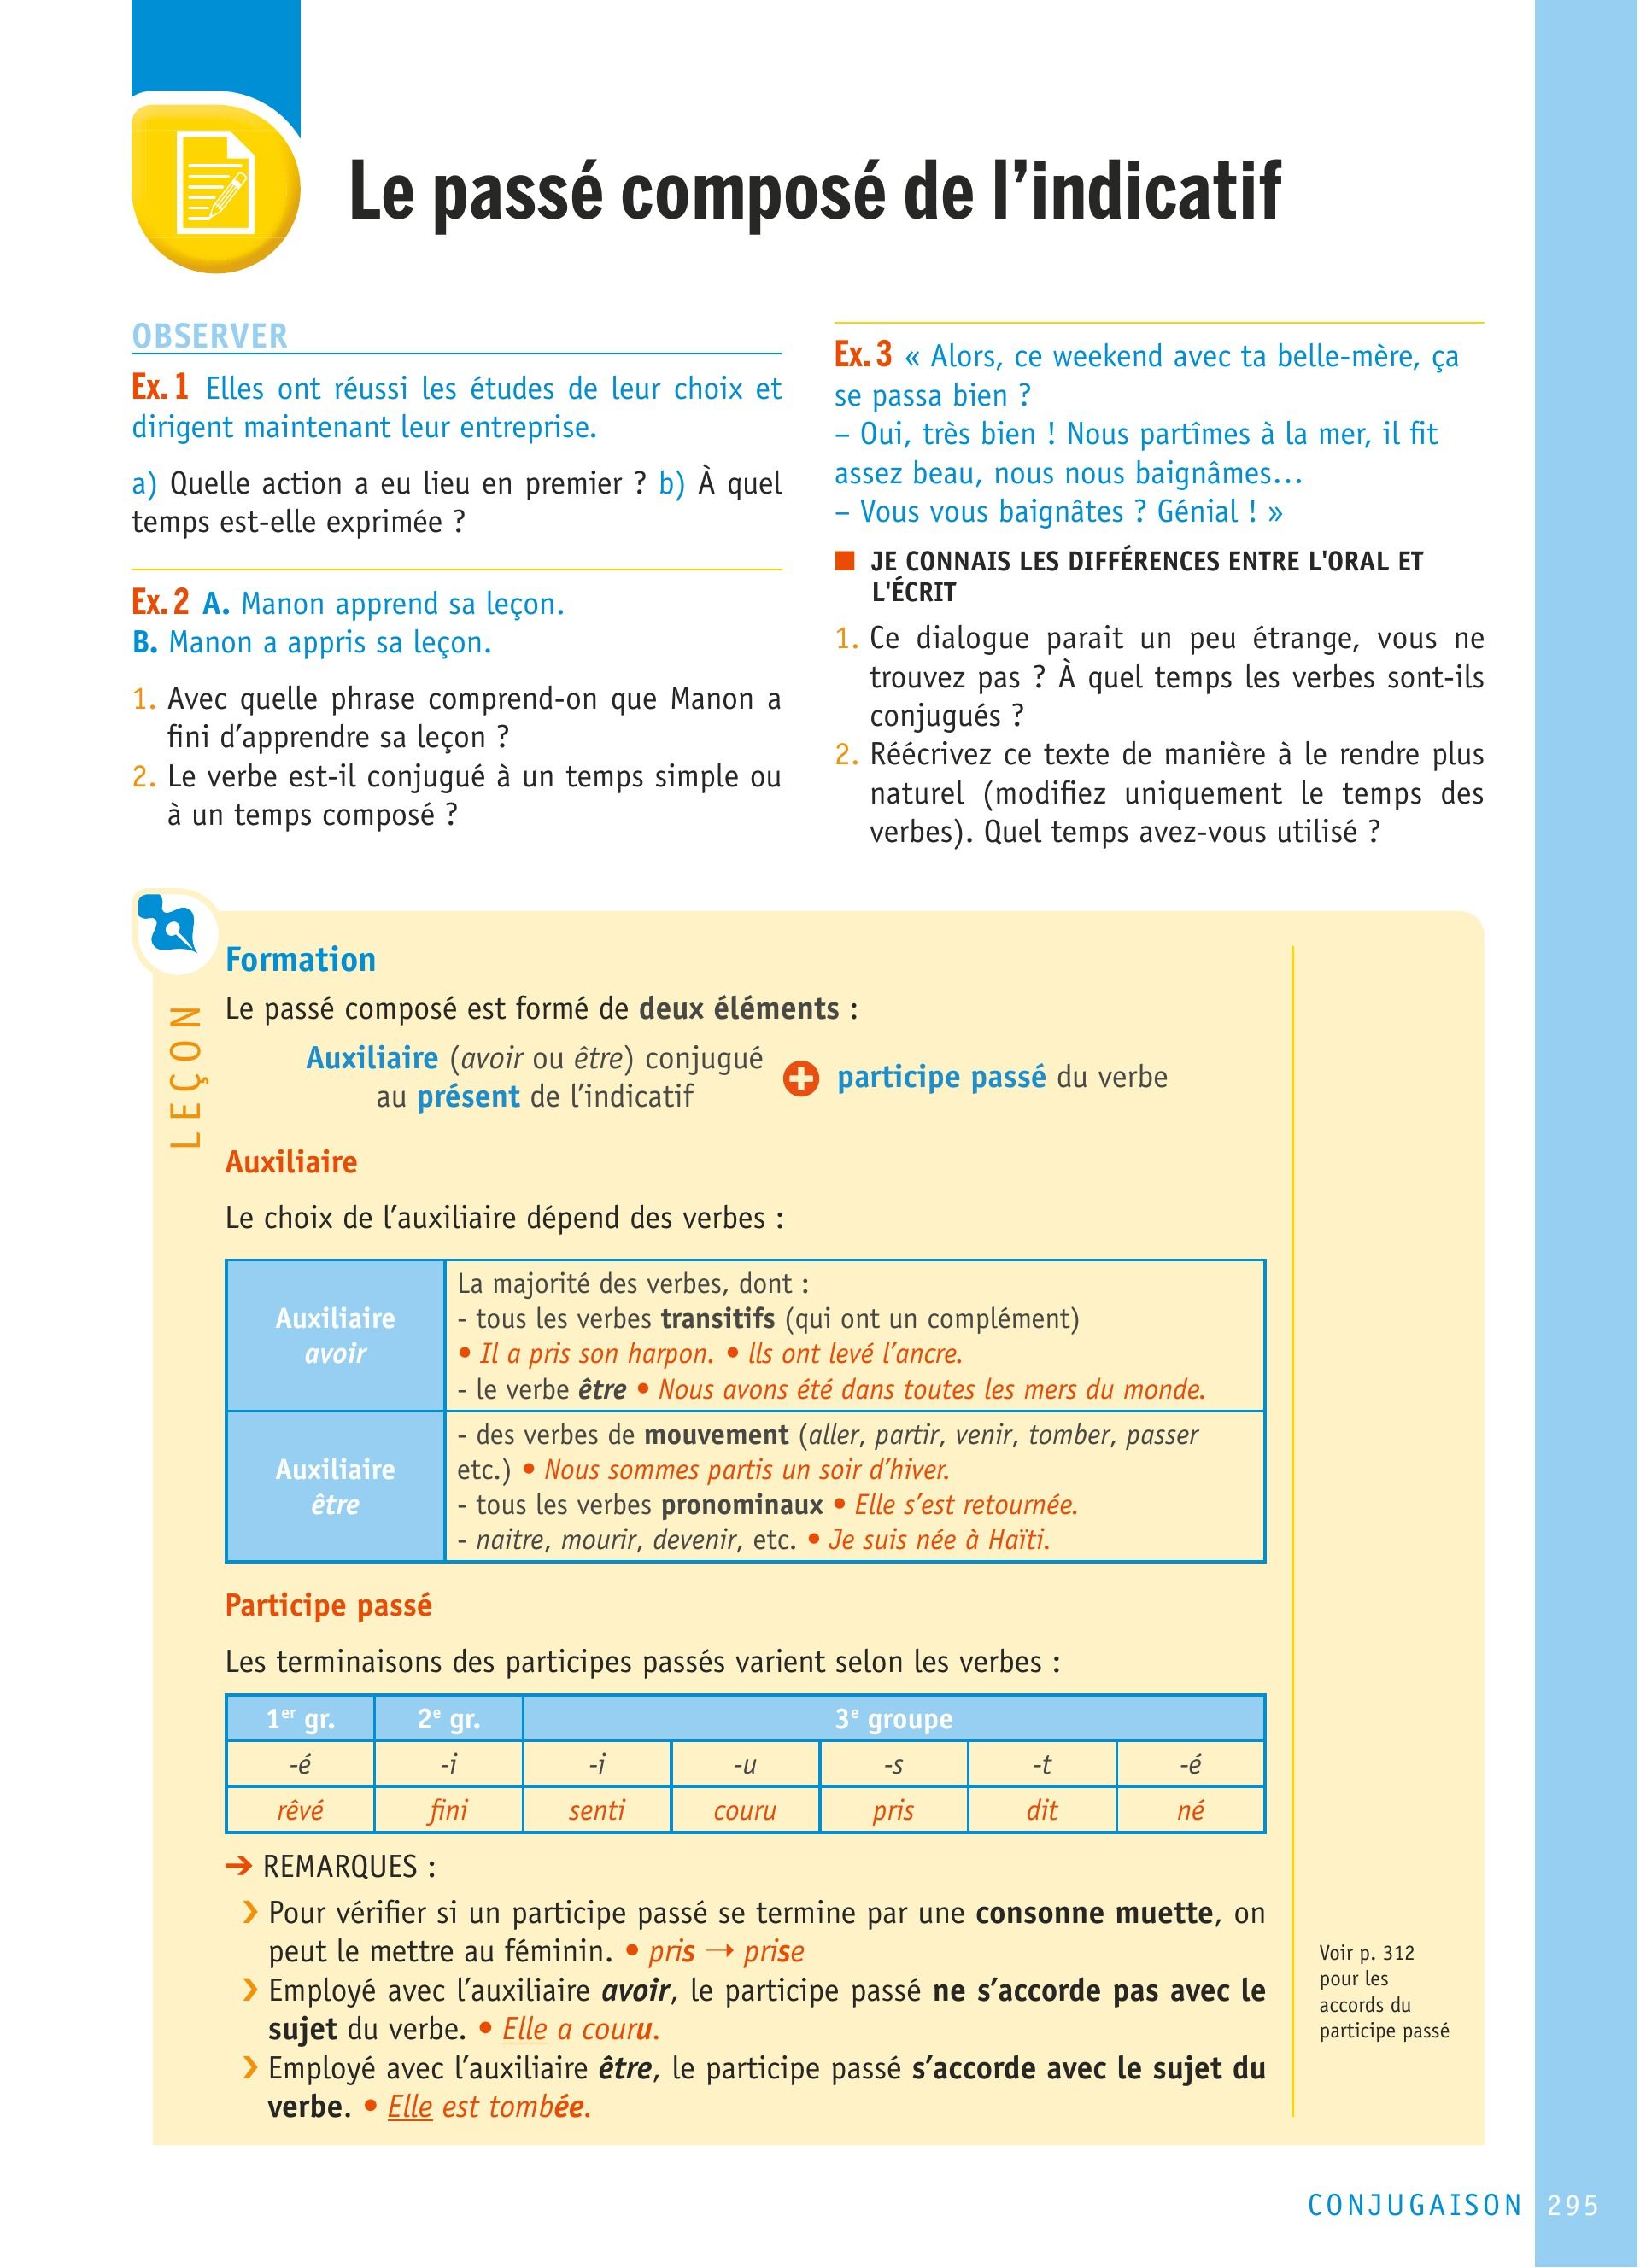 Le passé composé de l’indicatif
OBSERVER
Ex. 1 Elles ont réussi les études de leur choix et
dirigent maintenant leur entreprise.
a) Quelle action a eu lieu en premier ? b) À quel
temps est-elle exprimée ?
Ex. 2 A. Manon apprend sa leçon.
B. Manon a appris sa leçon.
1. Avec quelle phrase comprend-on que Manon a
fini d’apprendre sa leçon ?
2. Le verbe est-il conjugué à un temps simple ou
à un temps composé ?
Ex. 3 « Alors, ce weekend avec ta belle-mère, ça
se passa bien ?
– Oui, très bien ! Nous partîmes à la mer, il fit
assez beau, nous nous baignâmes…
– Vous vous baignâtes ? Génial ! »
■ JE CONNAIS LES DIFFÉRENCES ENTRE L'ORAL ET
L'ÉCRIT
1. Ce dialogue parait un peu étrange, vous ne
trouvez pas ? À quel temps les verbes sont-ils
conjugués ?
2. Réécrivez ce texte de manière à le rendre plus
naturel (modifiez uniquement le temps des
verbes). Quel temps avez-vous utilisé ?
LEÇON
Formation
Le passé composé est formé de deux éléments :
Auxiliaire (avoir ou être) conjugué
au présent de l’indicatif
+ participe passé du verbe
Auxiliaire
Le choix de l’auxiliaire dépend des verbes :
Auxiliaire
avoir
La majorité des verbes, dont :
- tous les verbes transitifs (qui ont un complément)
• Il a pris son harpon. • lls ont levé l’ancre.
- le verbe être • Nous avons été dans toutes les mers du monde.
Auxiliaire
être
- des verbes de mouvement (aller, partir, venir, tomber, passer
etc.) • Nous sommes partis un soir d’hiver.
- tous les verbes pronominaux • Elle s’est retournée.
- naitre, mourir, devenir, etc. • Je suis née à Haïti.
Participe passé
Les terminaisons des participes passés varient selon les verbes :
1er gr. 2e gr. 3e groupe
-é -i -i -u -s -t -é
rêvé fini senti couru pris dit né
➔ REMARQUES :
❯ Pour vérifier si un participe passé se termine par une consonne muette, on
peut le mettre au féminin. • pris → prise
❯ Employé avec l’auxiliaire avoir, le participe passé ne s’accorde pas avec le
sujet du verbe. • Elle a couru.
❯ Employé avec l’auxiliaire être, le participe passé s’accorde avec le sujet du
verbe. • Elle est tombée.
Voir p. 312
pour les
accords du
participe passé
CONJUGAISON 295